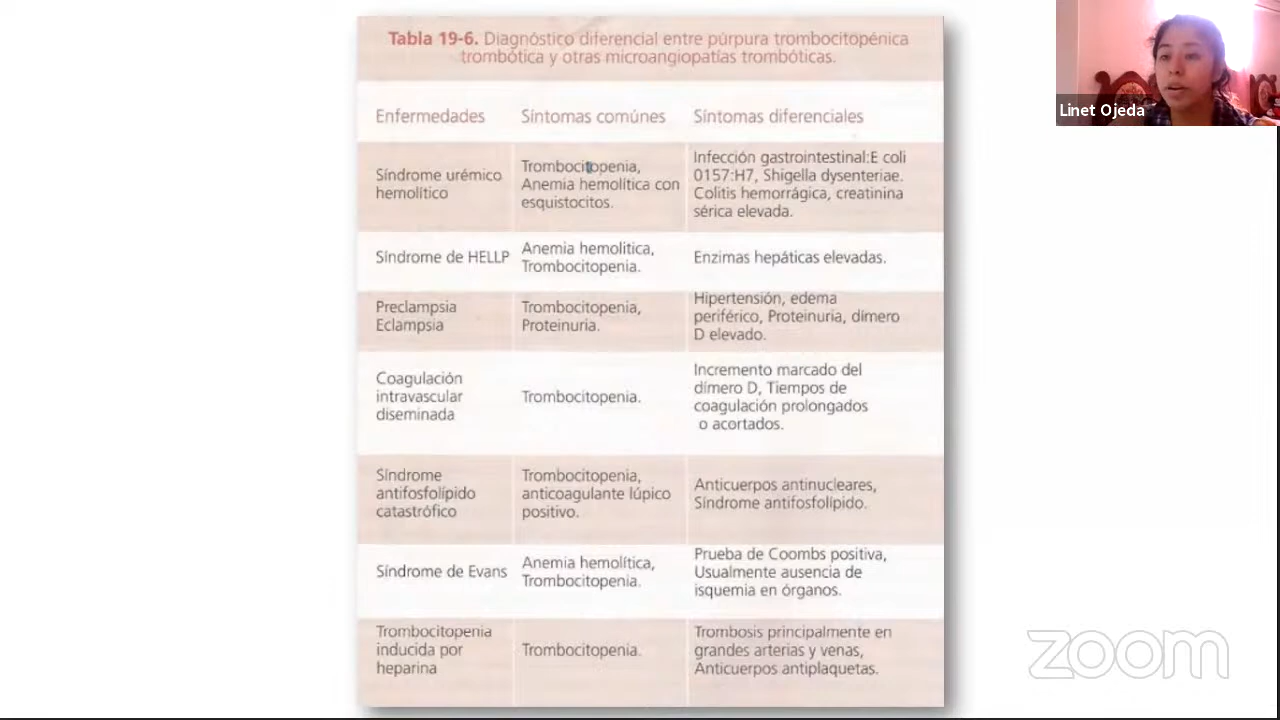 Tabla 19-6. Diagnóstico diferencial entre púrpura trombocitopénica
trombótica y otras microangiopatías trombóticas.
Enfermedades
Síntomas comúnes
Síntomas diferenciales
Síndrome urémico
hemolítico
Trombocitopenia,
Anemia hemolítica con
esquistocitos.
Infección gastrointestinal:E coli
0157:H7, Shigella dysenteriae.
Colitis hemorrágica, creatinina
sérica elevada.
Síndrome de HELLP
Anemia hemolítica,
Trombocitopenia.
Enzimas hepáticas elevadas.
Preclampsia
Eclampsia
Trombocitopenia,
Proteinuria.
Hipertensión, edema
periférico, Proteinuria, dímero
D elevado.
Coagulación
intravascular
diseminada
Trombocitopenia.
Incremento marcado del
dímero D, Tiempos de
coagulación prolongados
o acortados.
Síndrome
antifosfolípido
catastrófico
Trombocitopenia,
anticoagulante lúpico
positivo.
Anticuerpos antinucleares,
Síndrome antifosfolípido.
Síndrome de Evans
Anemia hemolítica,
Trombocitopenia.
Prueba de Coombs positiva,
Usualmente ausencia de
isquemia en órganos.
Trombocitopenia
inducida por
heparina
Trombocitopenia.
Trombosis principalmente en
grandes arterias y venas,
Anticuerpos antiplaquetas.
Linet Ojeda
zoom